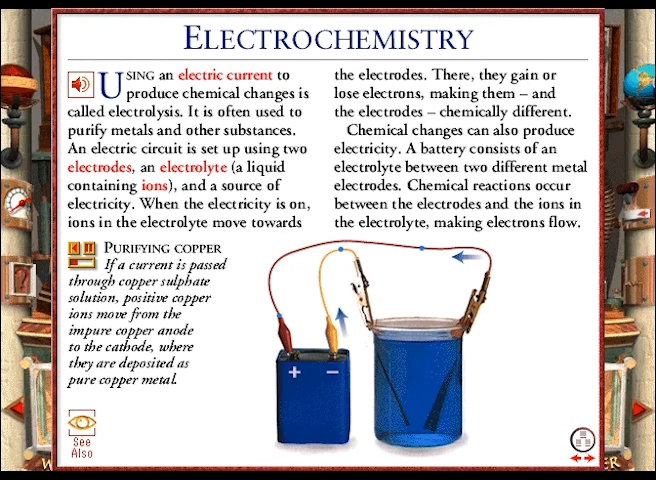 ELECTROCHEMISTRY
USING an electric current to
produce chemical changes is
called electrolysis. It is often used to
purify metals and other substances.
An electric circuit is set up using two
electrodes, an electrolyte (a liquid
containing ions), and a source of
electricity. When the electricity is on,
ions in the electrolyte move towards
the electrodes. There, they gain or
lose electrons, making them – and
the electrodes – chemically different.
Chemical changes can also produce
electricity. A battery consists of an
electrolyte between two different metal
electrodes. Chemical reactions occur
between the electrodes and the ions in
the electrolyte, making electrons flow.
PURIFYING COPPER
If a current is passed
through copper sulphate
solution, positive copper
ions move from the
impure copper anode
to the cathode, where
they are deposited as
pure copper metal.
+ –
See
Also